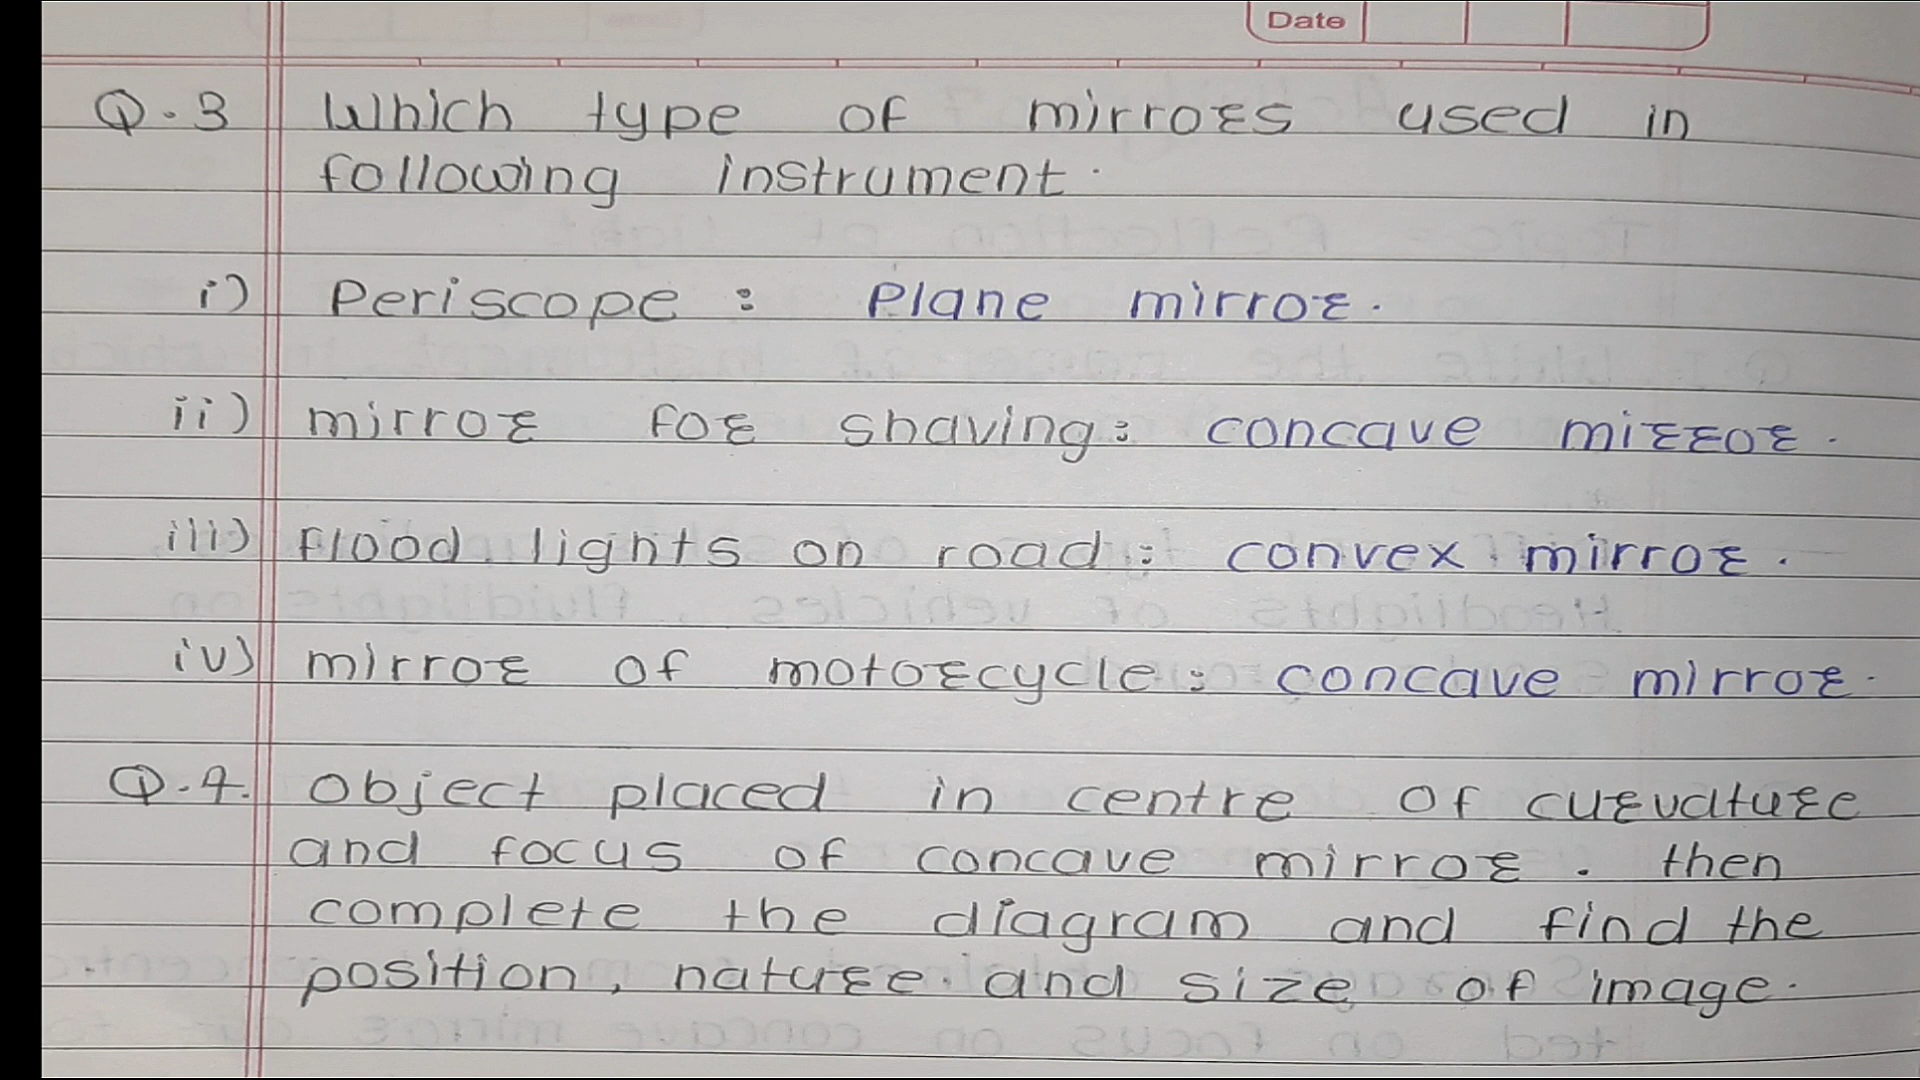 Date
Q.3 Which type of mirrors used in
following instrument.
i) Periscope : Plane mirror.
ii) mirror for shaving : concave mirror.
iii) Flood lights on road : convex mirror.
iv) mirror of motorcycle : concave mirror.
Q.4. Object placed in centre of curvature
and focus of concave mirror. then
complete the diagram and find the
position, nature and size of image.